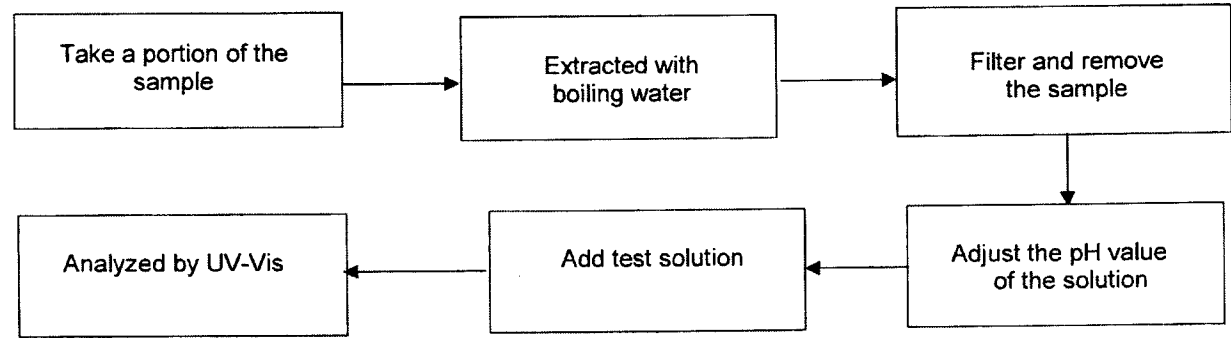 Take a portion of the
sample
Extracted with
boiling water
Filter and remove
the sample
Adjust the pH value
of the solution
Add test solution
Analyzed by UV-Vis